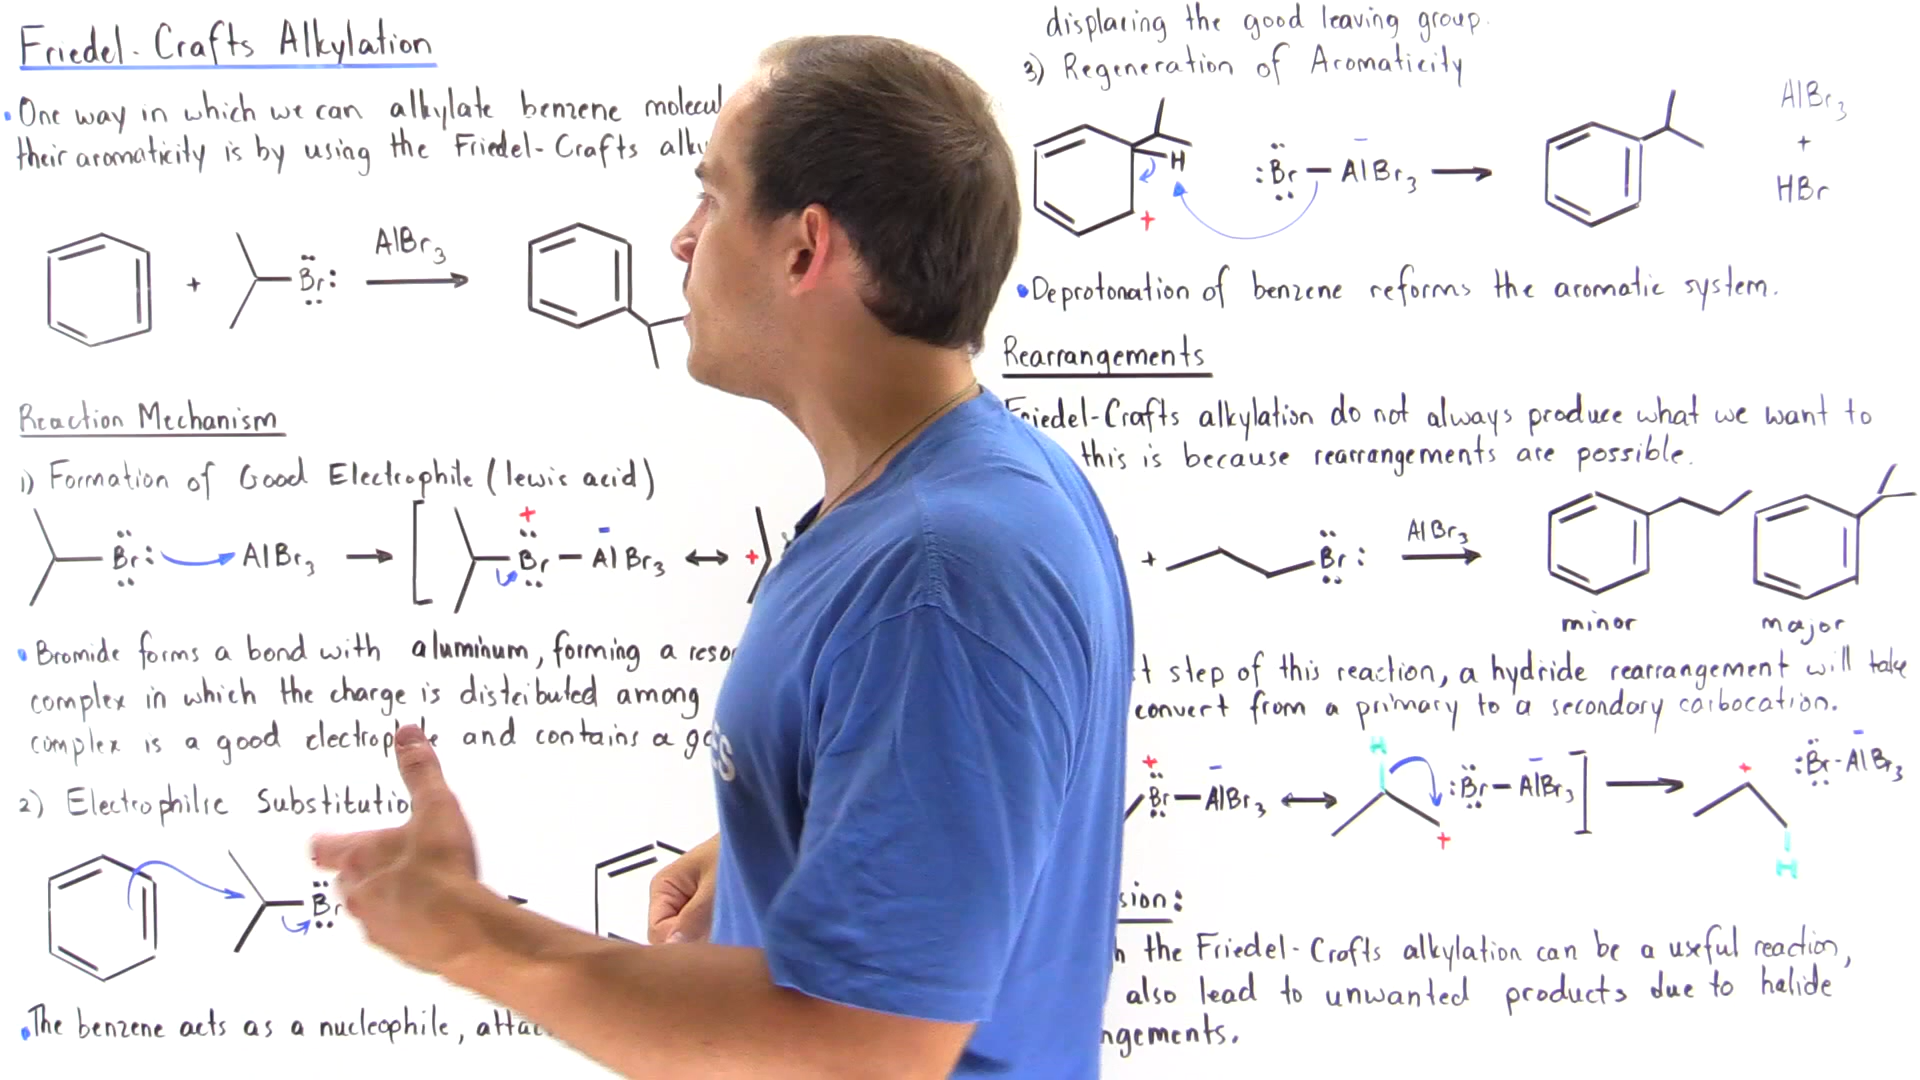 Friedel-Crafts Alkylation
• One way in which we can alkylate benzene
their aromaticity is by using the Friedel-Crafts
+ Br: AlBr3
Reaction Mechanism
1) Formation of Good Electrophile (lewis acid)
Br: AlBr3 [ + Br - - AlBr3 +
• Bromide forms a bond with aluminum, forming a
complex in which the charge is distributed among
complex is a good and contains a
2) Electrophilic
Br
• The benzene acts as a nucleophile,
displacing the good leaving group.
3) Regeneration of Aromaticity
H + :Br - AlBr3 - AlBr3 + HBr
• Deprotonation of benzene reforms the aromatic system.
Rearrangements
Friedel-Crafts alkylation do not always produce what we want to
this is because rearrangements are possible.
+ Br: AlBr3
minor major
step of this reaction, a hydride rearrangement will take
convert from a primary to a secondary carbocation.
+ Br - AlBr3 - H + :Br - AlBr3 - ] + H :Br - AlBr3 -
the Friedel-Crofts alkylation can be a useful reaction,
also lead to unwanted products due to halide